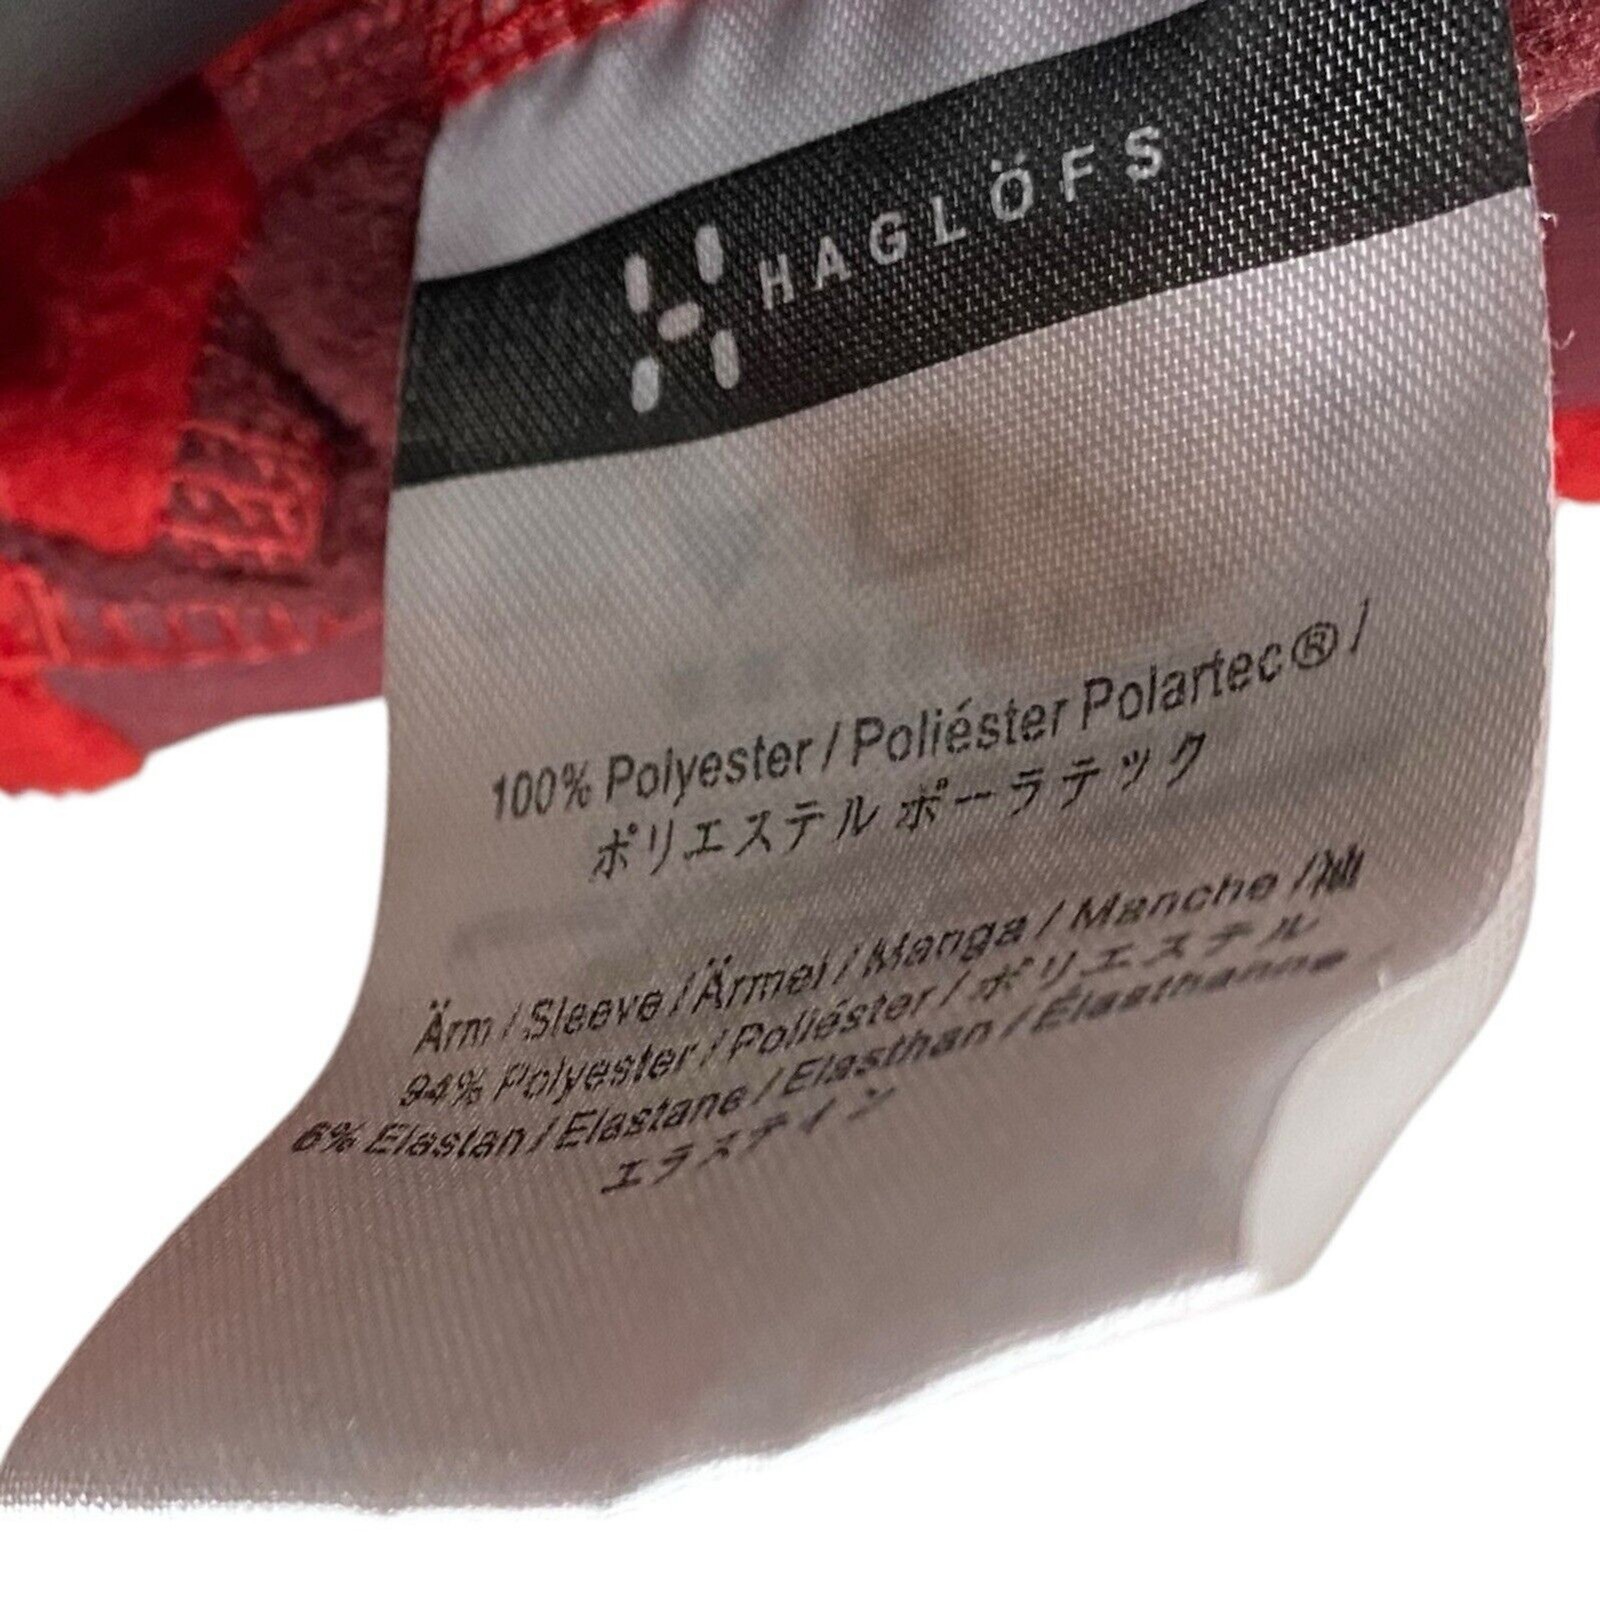 HAGLÖFS
100% Polyester / Poliéster Polartec® /
ポリエステル ポーラテック
Ärm / Sleeve / Ärmel / Manga / Manche / 袖
94% Polyester / Poliéster / ポリエステル
6% Elastan / Elastane / Elasthan / Élasthanne
エラスティン